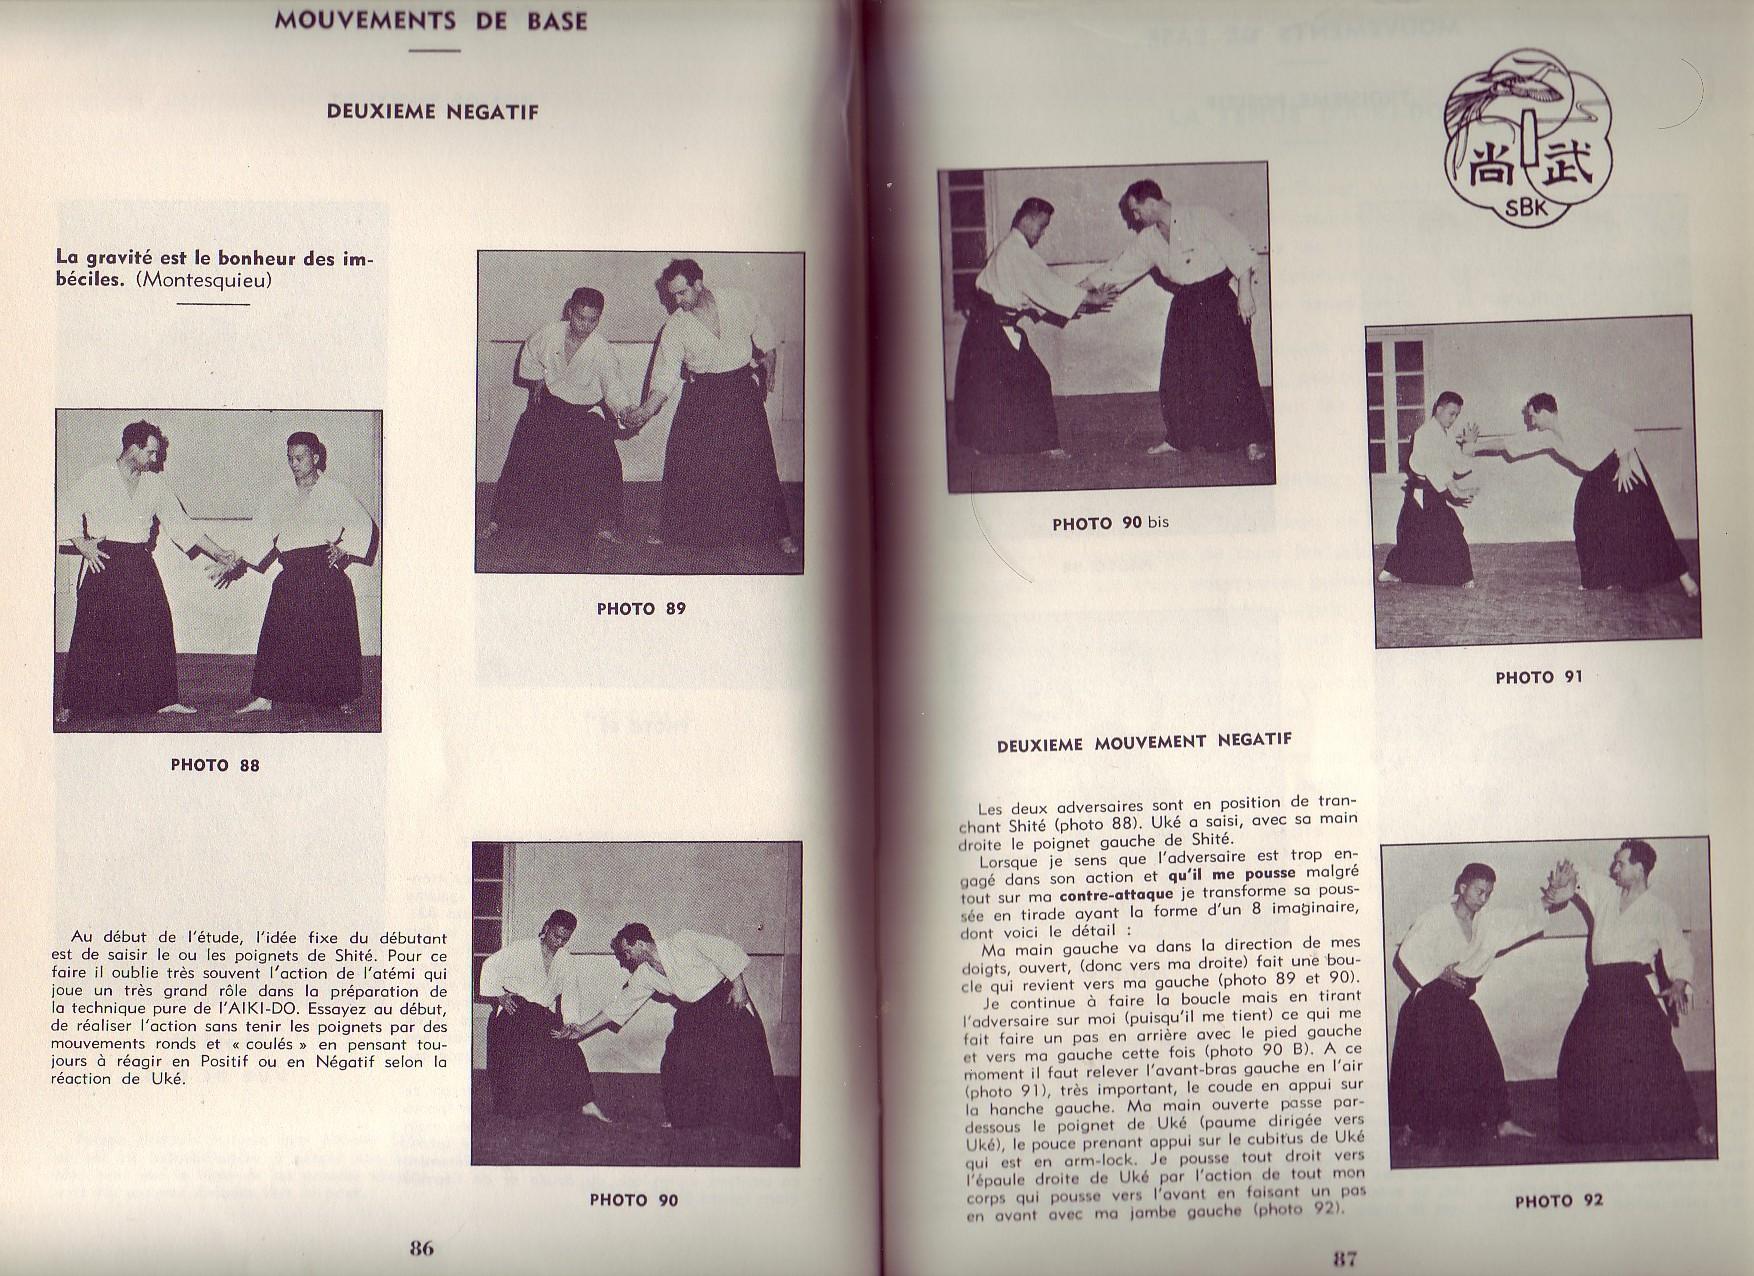 MOUVEMENTS DE BASE
DEUXIEME NEGATIF
La gravité est le bonheur des im-
béciles. (Montesquieu)
PHOTO 88
PHOTO 89
Au début de l'étude, l'idée fixe du débutant
est de saisir le ou les poignets de Shité. Pour ce
faire il oublie très souvent l'action de l'atémi qui
joue un très grand rôle dans la préparation de
la technique pure de l'AIKI-DO. Essayez au début,
de réaliser l'action sans tenir les poignets par des
mouvements ronds et « coulés » en pensant tou-
jours à réagir en Positif ou en Négatif selon la
réaction de Uké.
PHOTO 90
86
尚武
SBK
PHOTO 90 bis
PHOTO 91
DEUXIEME MOUVEMENT NEGATIF
Les deux adversaires sont en position de tran-
chant Shité (photo 88). Uké a saisi, avec sa main
droite le poignet gauche de Shité.
Lorsque je sens que l'adversaire est trop en-
gagé dans son action et qu'il me pousse malgré
tout sur ma contre-attaque je transforme sa pous-
sée en tirade ayant la forme d'un 8 imaginaire,
dont voici le détail :
Ma main gauche va dans la direction de mes
doigts, ouvert, (donc vers ma droite) fait une bou-
cle qui revient vers ma gauche (photo 89 et 90).
Je continue à faire la boucle mais en tirant
l'adversaire sur moi (puisqu'il me tient) ce qui me
fait faire un pas en arrière avec le pied gauche
et vers ma gauche cette fois (photo 90 B). A ce
moment il faut relever l'avant-bras gauche en l'air
(photo 91), très important, le coude en appui sur
la hanche gauche. Ma main ouverte passe par-
dessous le poignet de Uké (paume dirigée vers
Uké), le pouce prenant appui sur le cubitus de Uké
qui est en arm-lock. Je pousse tout droit vers
l'épaule droite de Uké par l'action de tout mon
corps qui pousse vers l'avant en faisant un pas
en avant avec ma jambe gauche (photo 92).
PHOTO 92
87